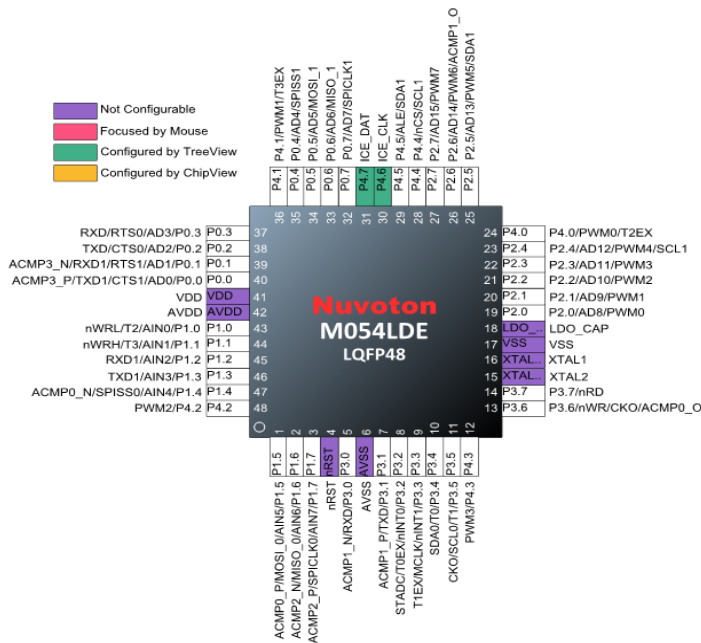 Not Configurable
Focused by Mouse
Configured by TreeView
Configured by ChipView
P4.1/PWM1/T3EX
P0.4/AD4/SPISS1
P0.5/AD5/MOSI_1
P0.6/AD6/MISO_1
P0.7/AD7/SPICLK1
ICE_DAT
ICE_CLK
P4.5/ALE/SDA1
P4.4/nCS/SCL1
P2.7/AD15/PWM7
P2.6/AD14/PWM6/ACMP1_O
P2.5/AD13/PWM5/SDA1
P4.1 P0.4 P0.5 P0.6 P0.7 P4.7 P4.6 P4.5 P4.4 P2.7 P2.6 P2.5
36 35 34 33 32 31 30 29 28 27 26 25
RXD/RTS0/AD3/P0.3 P0.3 37
TXD/CTS0/AD2/P0.2 P0.2 38
ACMP3_N/RXD1/RTS1/AD1/P0.1 P0.1 39
ACMP3_P/TXD1/CTS1/AD0/P0.0 P0.0 40
VDD VDD 41
AVDD AVDD 42
nWRL/T2/AIN0/P1.0 P1.0 43
nWRH/T3/AIN1/P1.1 P1.1 44
RXD1/AIN2/P1.2 P1.2 45
TXD1/AIN3/P1.3 P1.3 46
ACMP0_N/SPISS0/AIN4/P1.4 P1.4 47
PWM2/P4.2 P4.2 48
Nuvoton
M054LDE
LQFP48
24 P4.0 P4.0/PWM0/T2EX
23 P2.4 P2.4/AD12/PWM4/SCL1
22 P2.3 P2.3/AD11/PWM3
21 P2.2 P2.2/AD10/PWM2
20 P2.1 P2.1/AD9/PWM1
19 P2.0 P2.0/AD8/PWM0
18 LDO_.. LDO_CAP
17 VSS VSS
16 XTAL.. XTAL1
15 XTAL.. XTAL2
14 P3.7 P3.7/nRD
13 P3.6 P3.6/nWR/CKO/ACMP0_O
1 2 3 4 5 6 7 8 9 10 11 12
P1.5 P1.6 P1.7 nRST P3.0 AVSS P3.1 P3.2 P3.3 P3.4 P3.5 P4.3
ACMP0_P/MOSI_0/AIN5/P1.5
ACMP2_N/MISO_0/AIN6/P1.6
ACMP2_P/SPICLK0/AIN7/P1.7
nRST
ACMP1_N/RXD/P3.0
AVSS
ACMP1_P/TXD/P3.1
STADC/T0EX/nINT0/P3.2
T1EX/MCLK/nINT1/P3.3
SDA0/T0/P3.4
CKO/SCL0/T1/P3.5
PWM3/P4.3